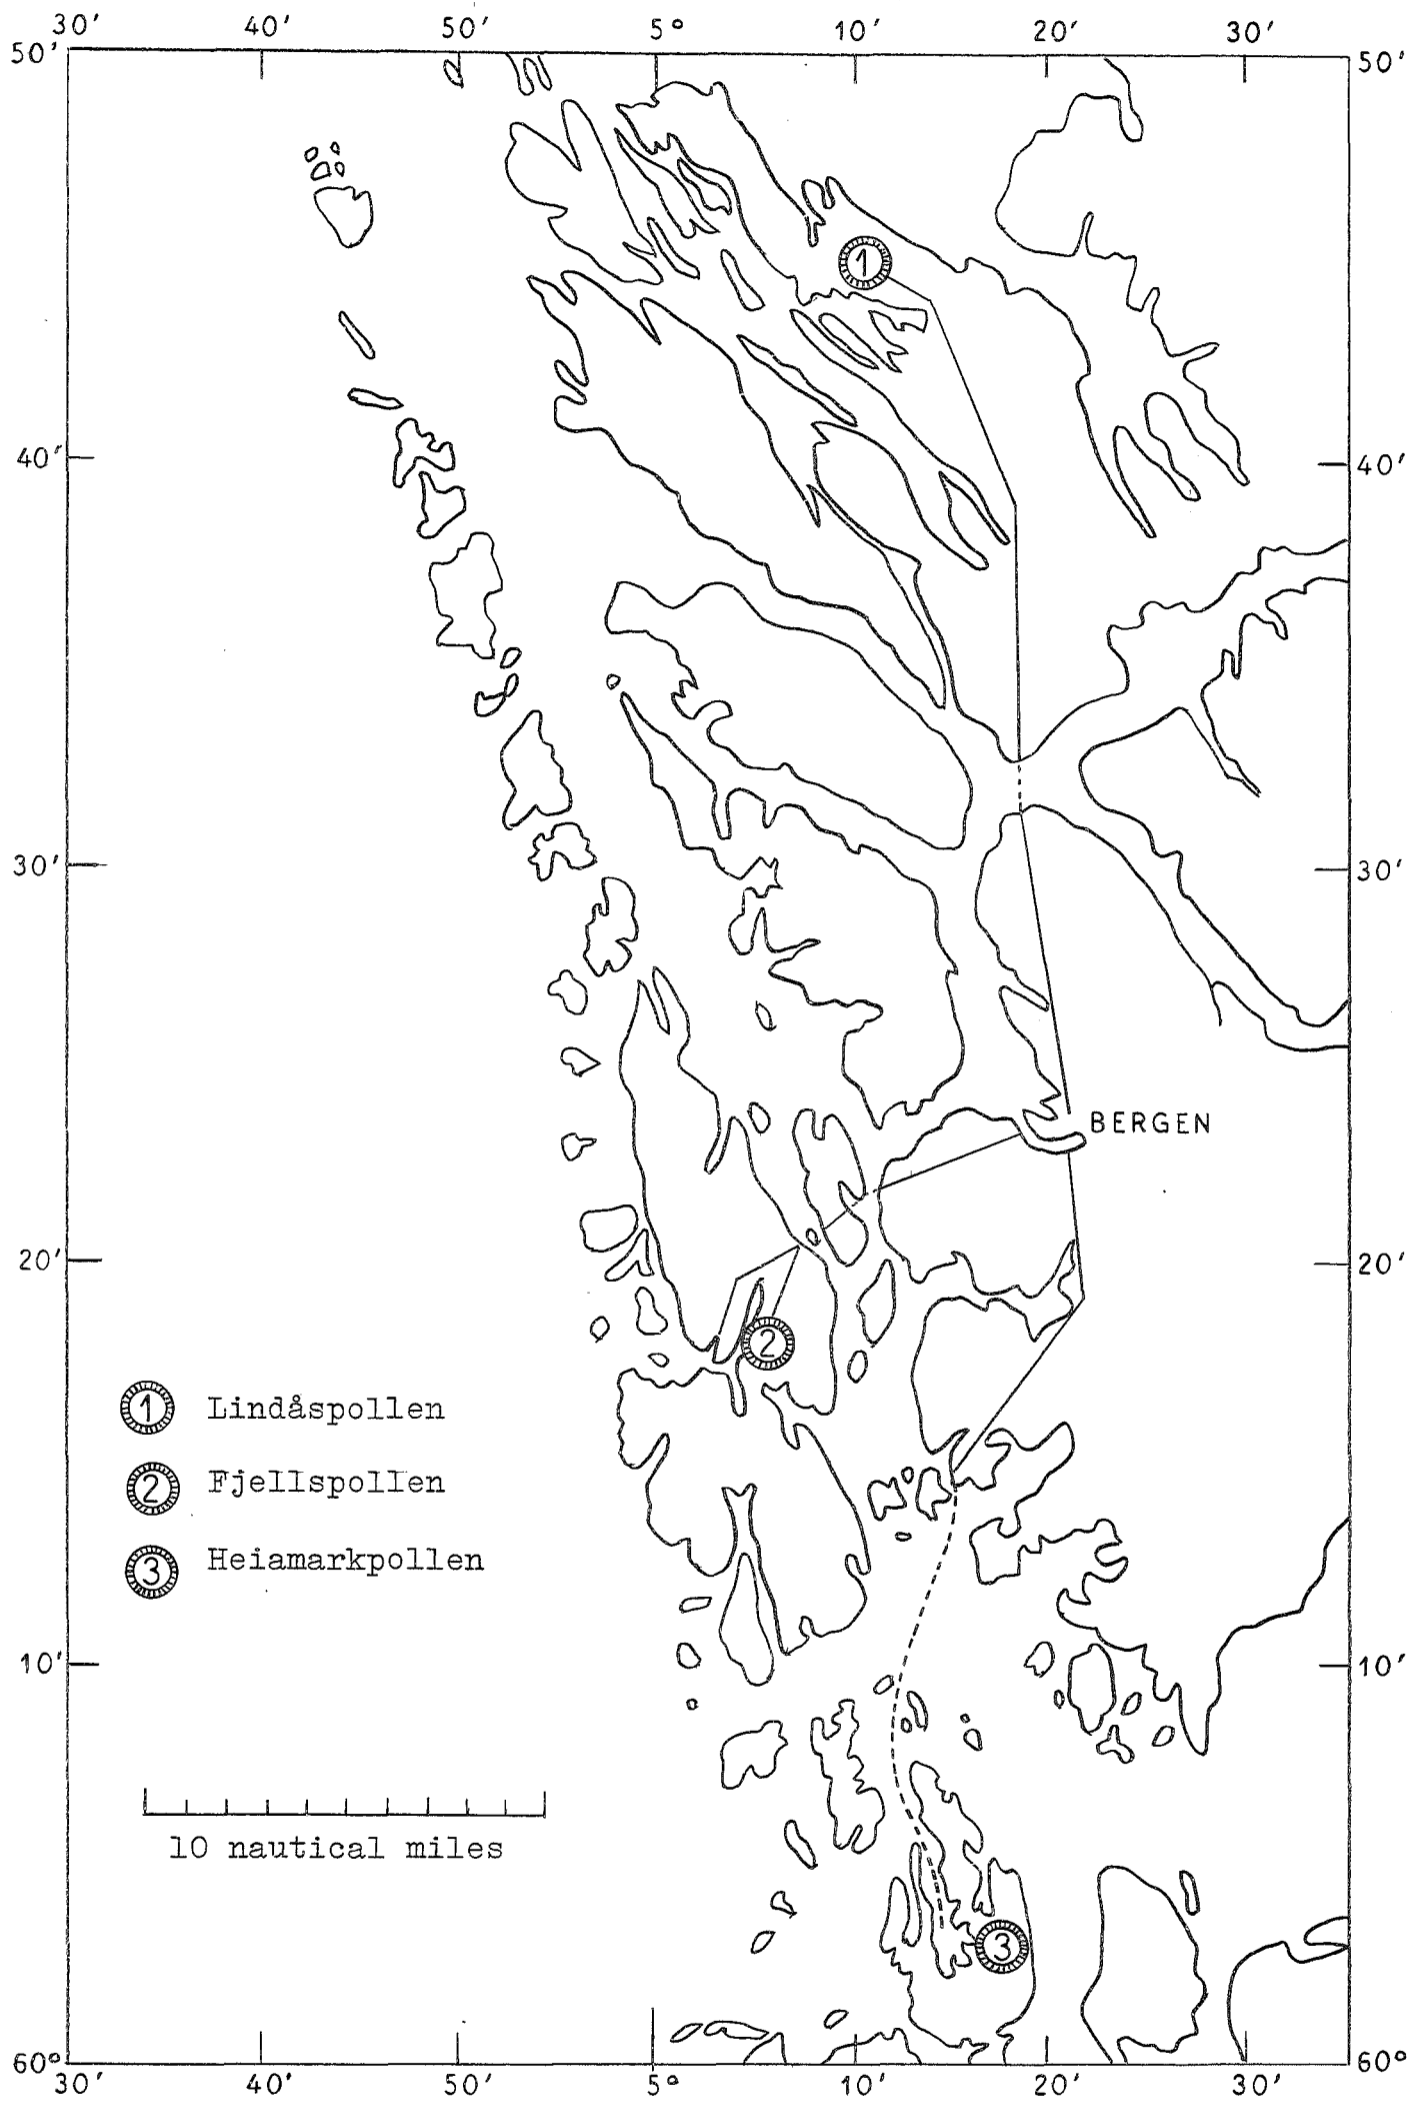 30' 40' 50' 5° 10' 20' 30'
50' 50'
1
40' 40'
30' 30'
BERGEN
20' 20'
2
1 Lindåspollen
2 Fjellspollen
3 Heiamarkpollen
10' 10'
10 nautical miles
3
60° 60°
30' 40' 50' 5° 10' 20' 30'